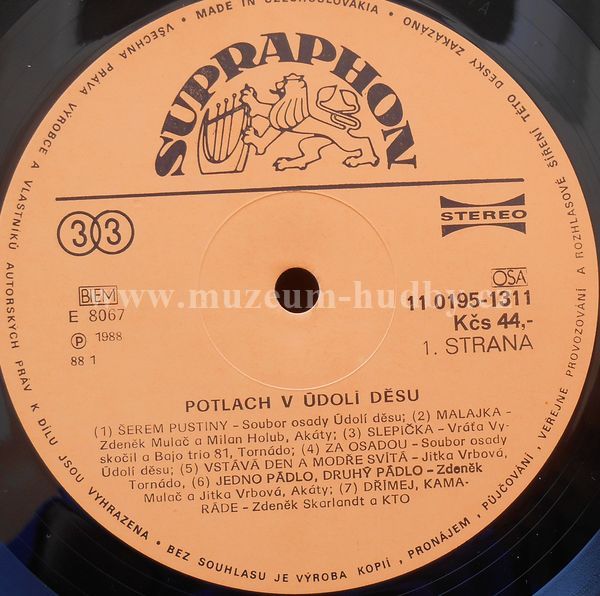 MADE IN CZECHOSLOVAKIA
VŠECHNA PRÁVA VÝROBCE A VLASTNÍKŮ AUTORSKÝCH PRÁV K DÍLU JSOU VYHRAZENA • BEZ SOUHLASU JE VÝROBA KOPIÍ, PRONÁJEM, PŮJČOVÁNÍ, VEŘEJNÉ PROVOZOVÁNÍ A ROZHLASOVÉ ŠÍŘENÍ TÉTO DESKY ZAKÁZÁNO
SUPRAPHON
33
STEREO
BIEM
OSA
www.muzeum-hudby.cz
E 8067
11 0195-1311
Kčs 44,-
Ⓟ 1988
88 1
1. STRANA
POTLACH V ÚDOLÍ DĚSU
(1) ŠEREM PUSTINY - Soubor osady Údolí děsu; (2) MALAJKA -
Zdeněk Mulač a Milan Holub, Akáty; (3) SLEPIČKA - Vráťa Vy-
skočil a Bajo trio 81, Tornádo; (4) ZA OSADOU - Soubor osady
Údolí děsu; (5) VSTÁVÁ DEN A MODŘE SVÍTÁ - Jitka Vrbová,
Tornádo, (6) JEDNO PÁDLO, DRUHÝ PÁDLO - Zdeněk
Mulač a Jitka Vrbová, Akáty; (7) DŘÍMEJ, KAMA-
RÁDE - Zdeněk Skarlandt a KTO